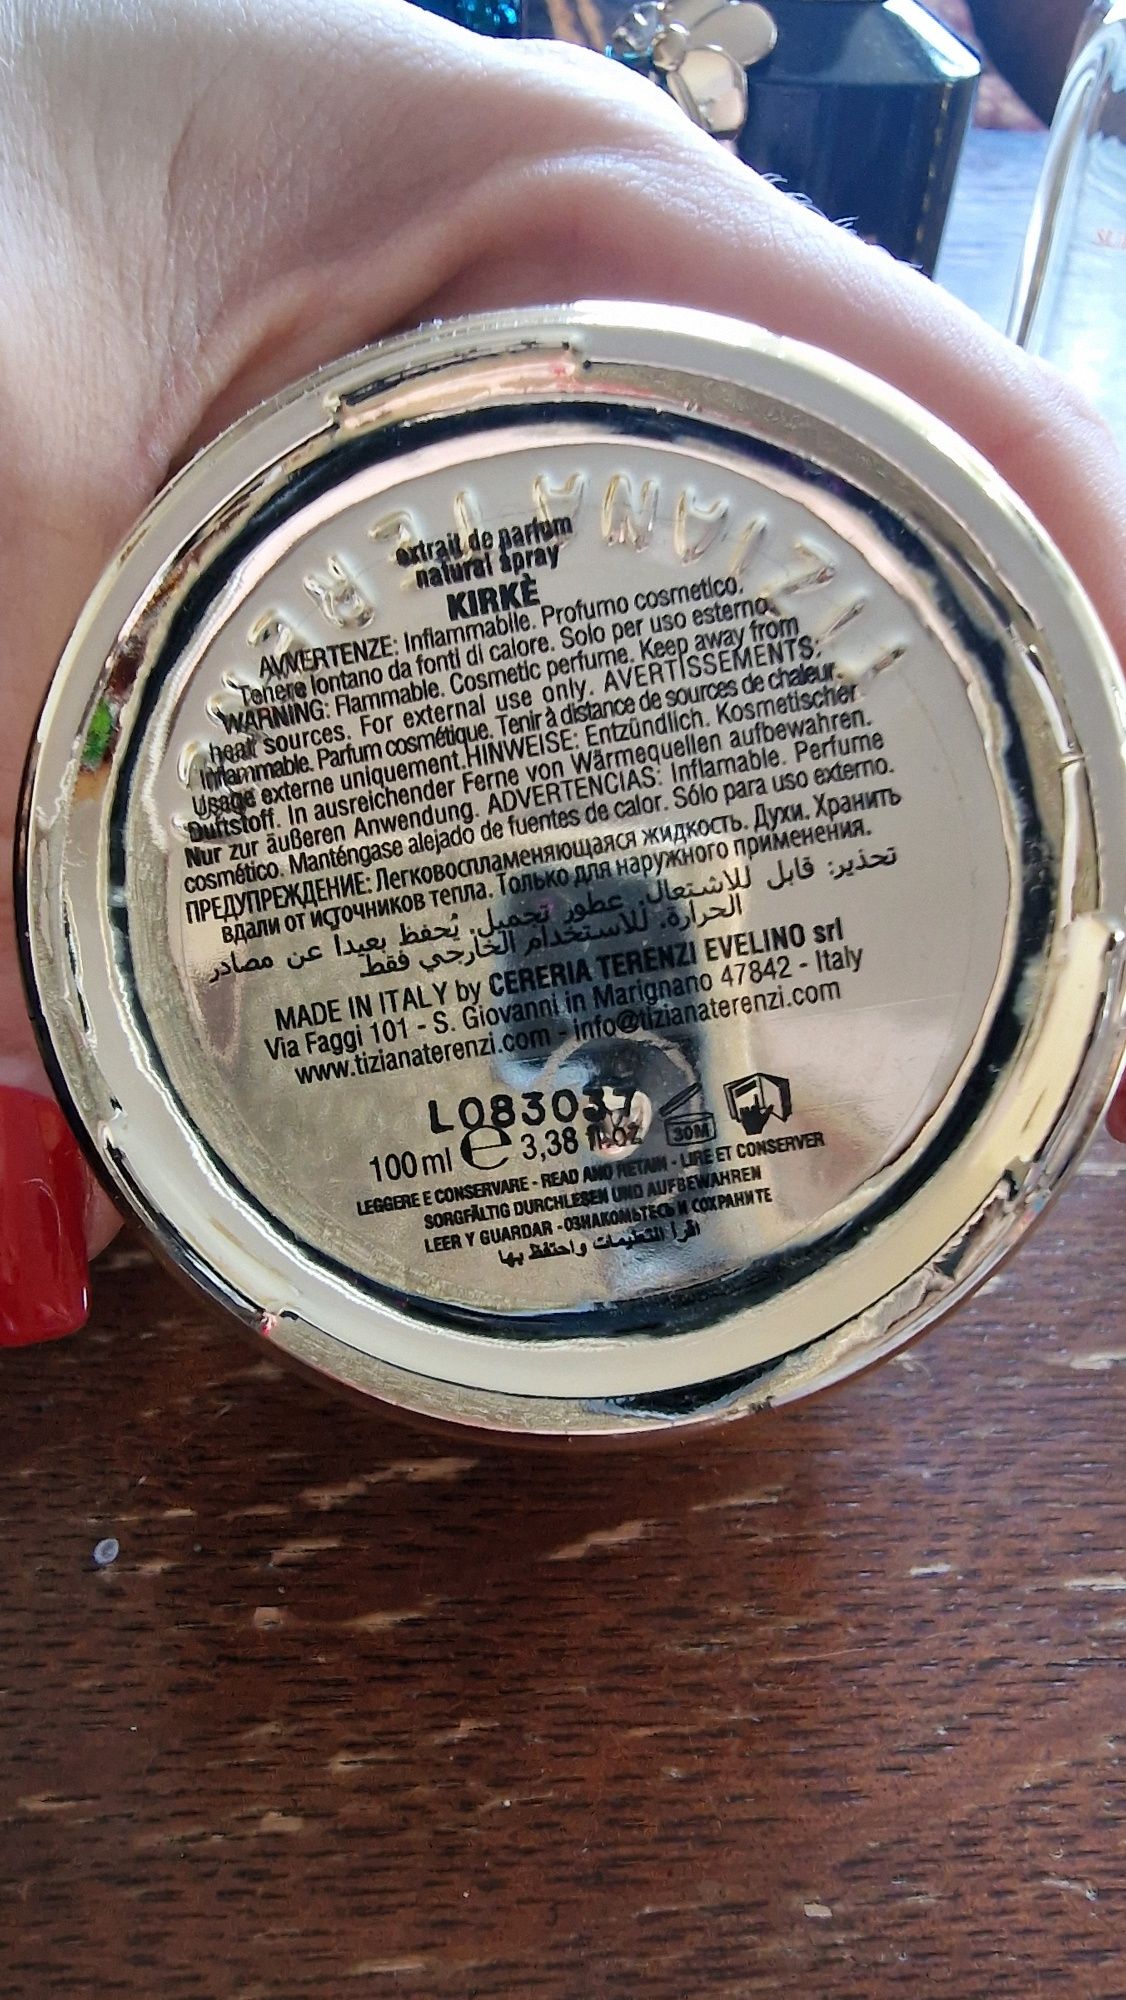 TIZIANA TERENZI
extrait de parfum
natural spray
KIRKÈ
AVVERTENZE: Inflammabile. Profumo cosmetico.
Tenere lontano da fonti di calore. Solo per uso esterno.
WARNING: Flammable. Cosmetic perfume. Keep away from
heat sources. For external use only. AVERTISSEMENTS:
Inflammable. Parfum cosmétique. Tenir à distance de sources de chaleur.
Usage externe uniquement.HINWEISE: Entzündlich. Kosmetischer
Duftstoff. In ausreichender Ferne von Wärmequellen aufbewahren.
Nur zur äußeren Anwendung. ADVERTENCIAS: Inflamable. Perfume
cosmético. Manténgase alejado de fuentes de calor. Sólo para uso externo.
ПРЕДУПРЕЖДЕНИЕ: Легковоспламеняющаяся жидкость. Духи. Хранить
вдали от источников тепла. Только для наружного применения.
تحذير: قابل للاشتعال. عطور تجميل. يُحفظ بعيدا عن مصادر
الحرارة. للاستخدام الخارجي فقط
MADE IN ITALY by CERERIA TERENZI EVELINO srl
Via Faggi 101 - S. Giovanni in Marignano 47842 - Italy
www.tizianaterenzi.com - info@tizianaterenzi.com
L083037
100 ml e 3,38 fl.oz 30M
LEGGERE E CONSERVARE - READ AND RETAIN - LIRE ET CONSERVER
SORGFÄLTIG DURCHLESEN UND AUFBEWAHREN
LEER Y GUARDAR - ОЗНАКОМЬТЕСЬ И СОХРАНИТЕ
اقرأ التعليمات واحتفظ بها